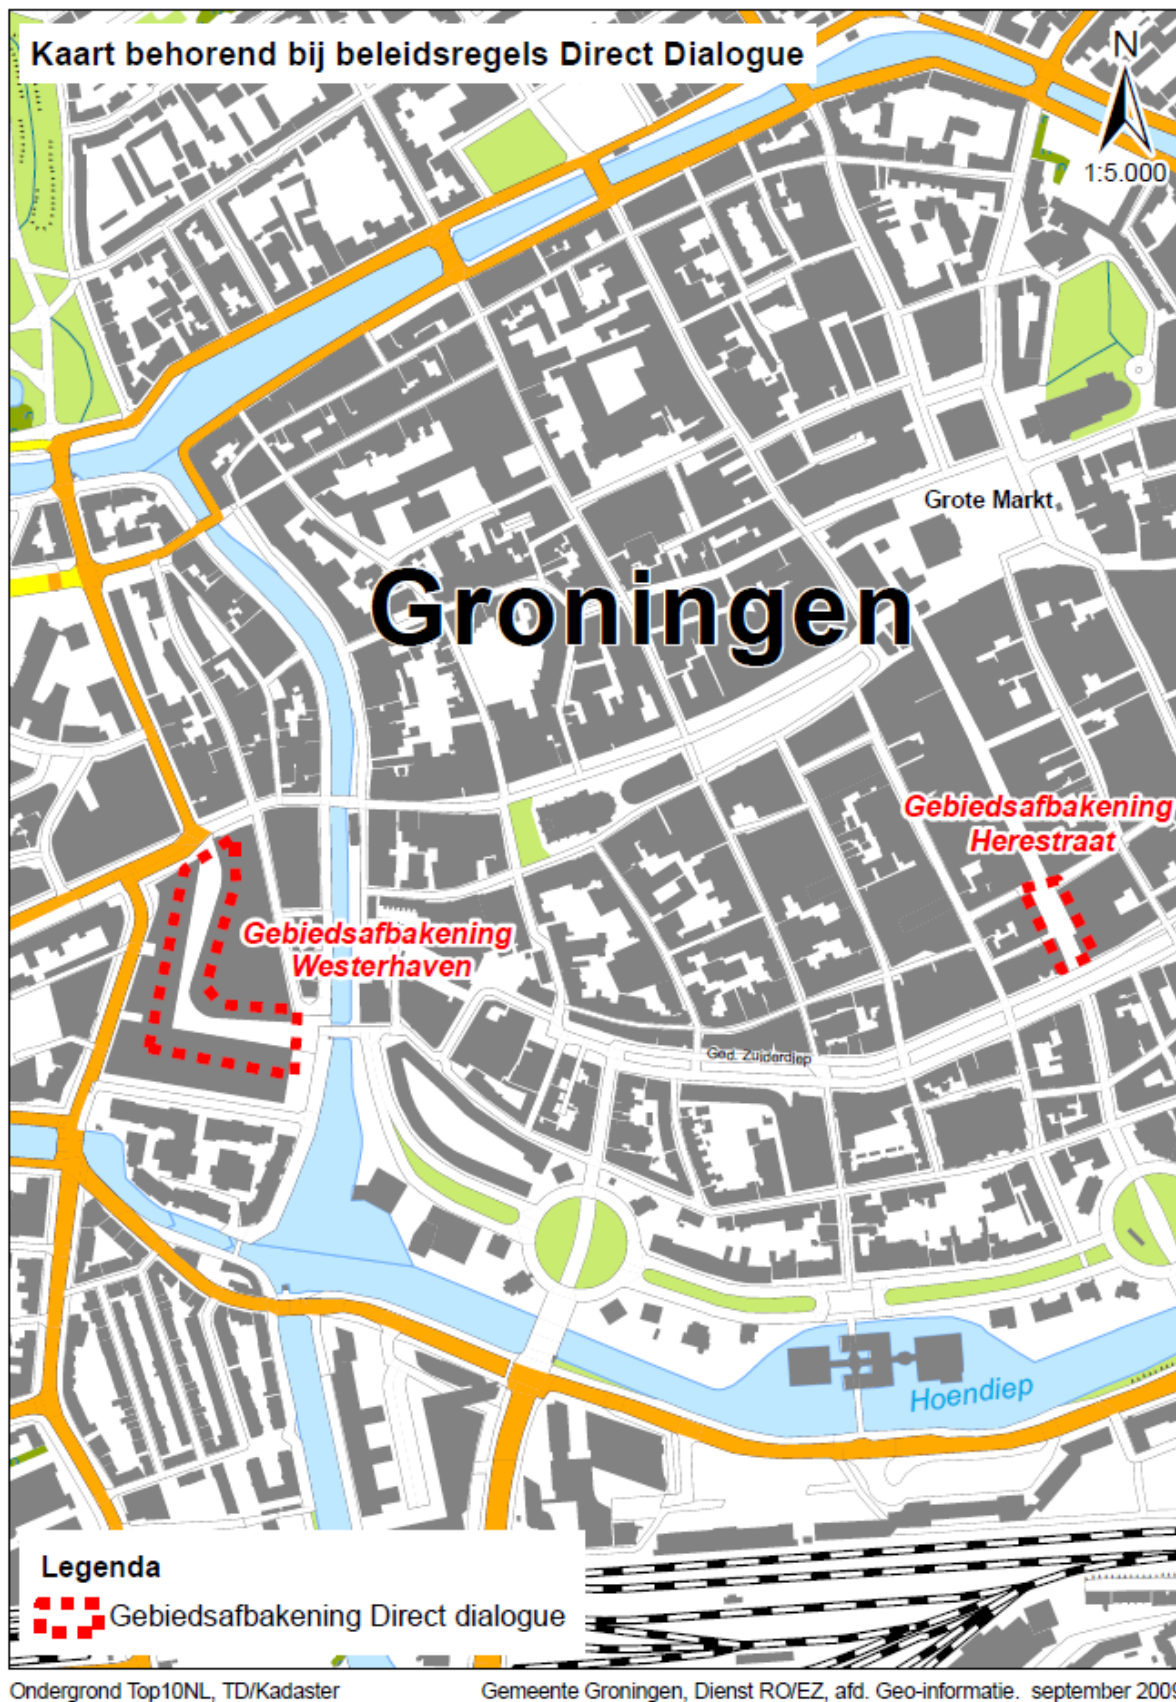 Kaart behorend bij beleidsregels Direct Dialogue
N
1:5.000
Grote Markt
Groningen
Gebiedsafbakening
Herestraat
Gebiedsafbakening
Westerhaven
Ged. Zuiderdiep
Hoendiep
Legenda
Gebiedsafbakening Direct dialogue
Ondergrond Top10NL, TD/Kadaster
Gemeente Groningen, Dienst RO/EZ, afd. Geo-informatie. september 2009